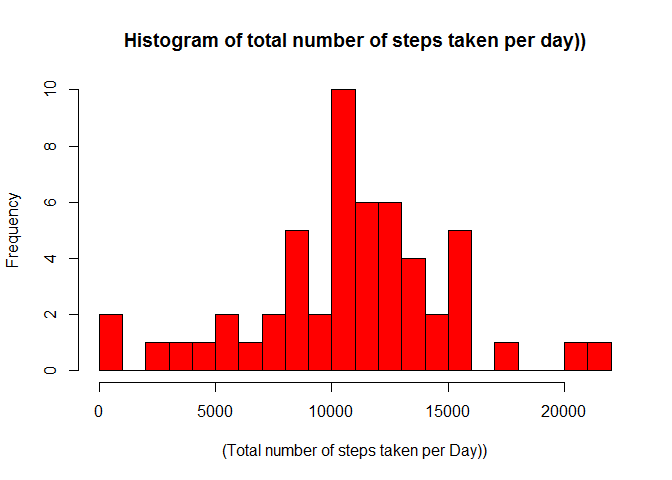 Histogram of total number of steps taken per day))
Frequency
10
8
6
4
2
0
0 5000 10000 15000 20000
(Total number of steps taken per Day))